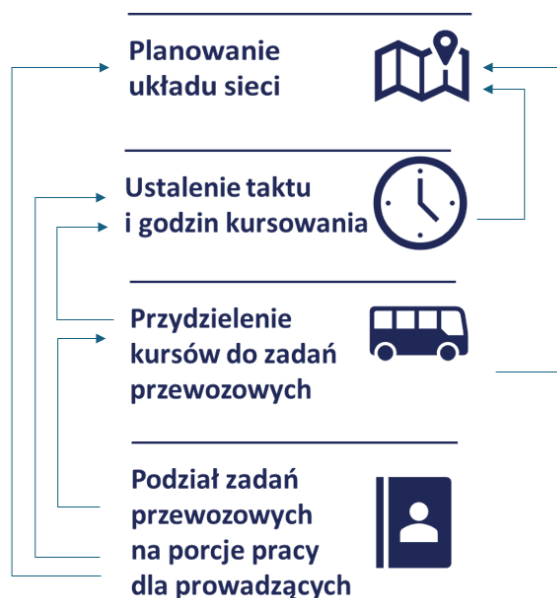 Planowanie
układu sieci
Ustalenie taktu
i godzin kursowania
Przydzielenie
kursów do zadań
przewozowych
Podział zadań
przewozowych
na porcje pracy
dla prowadzących